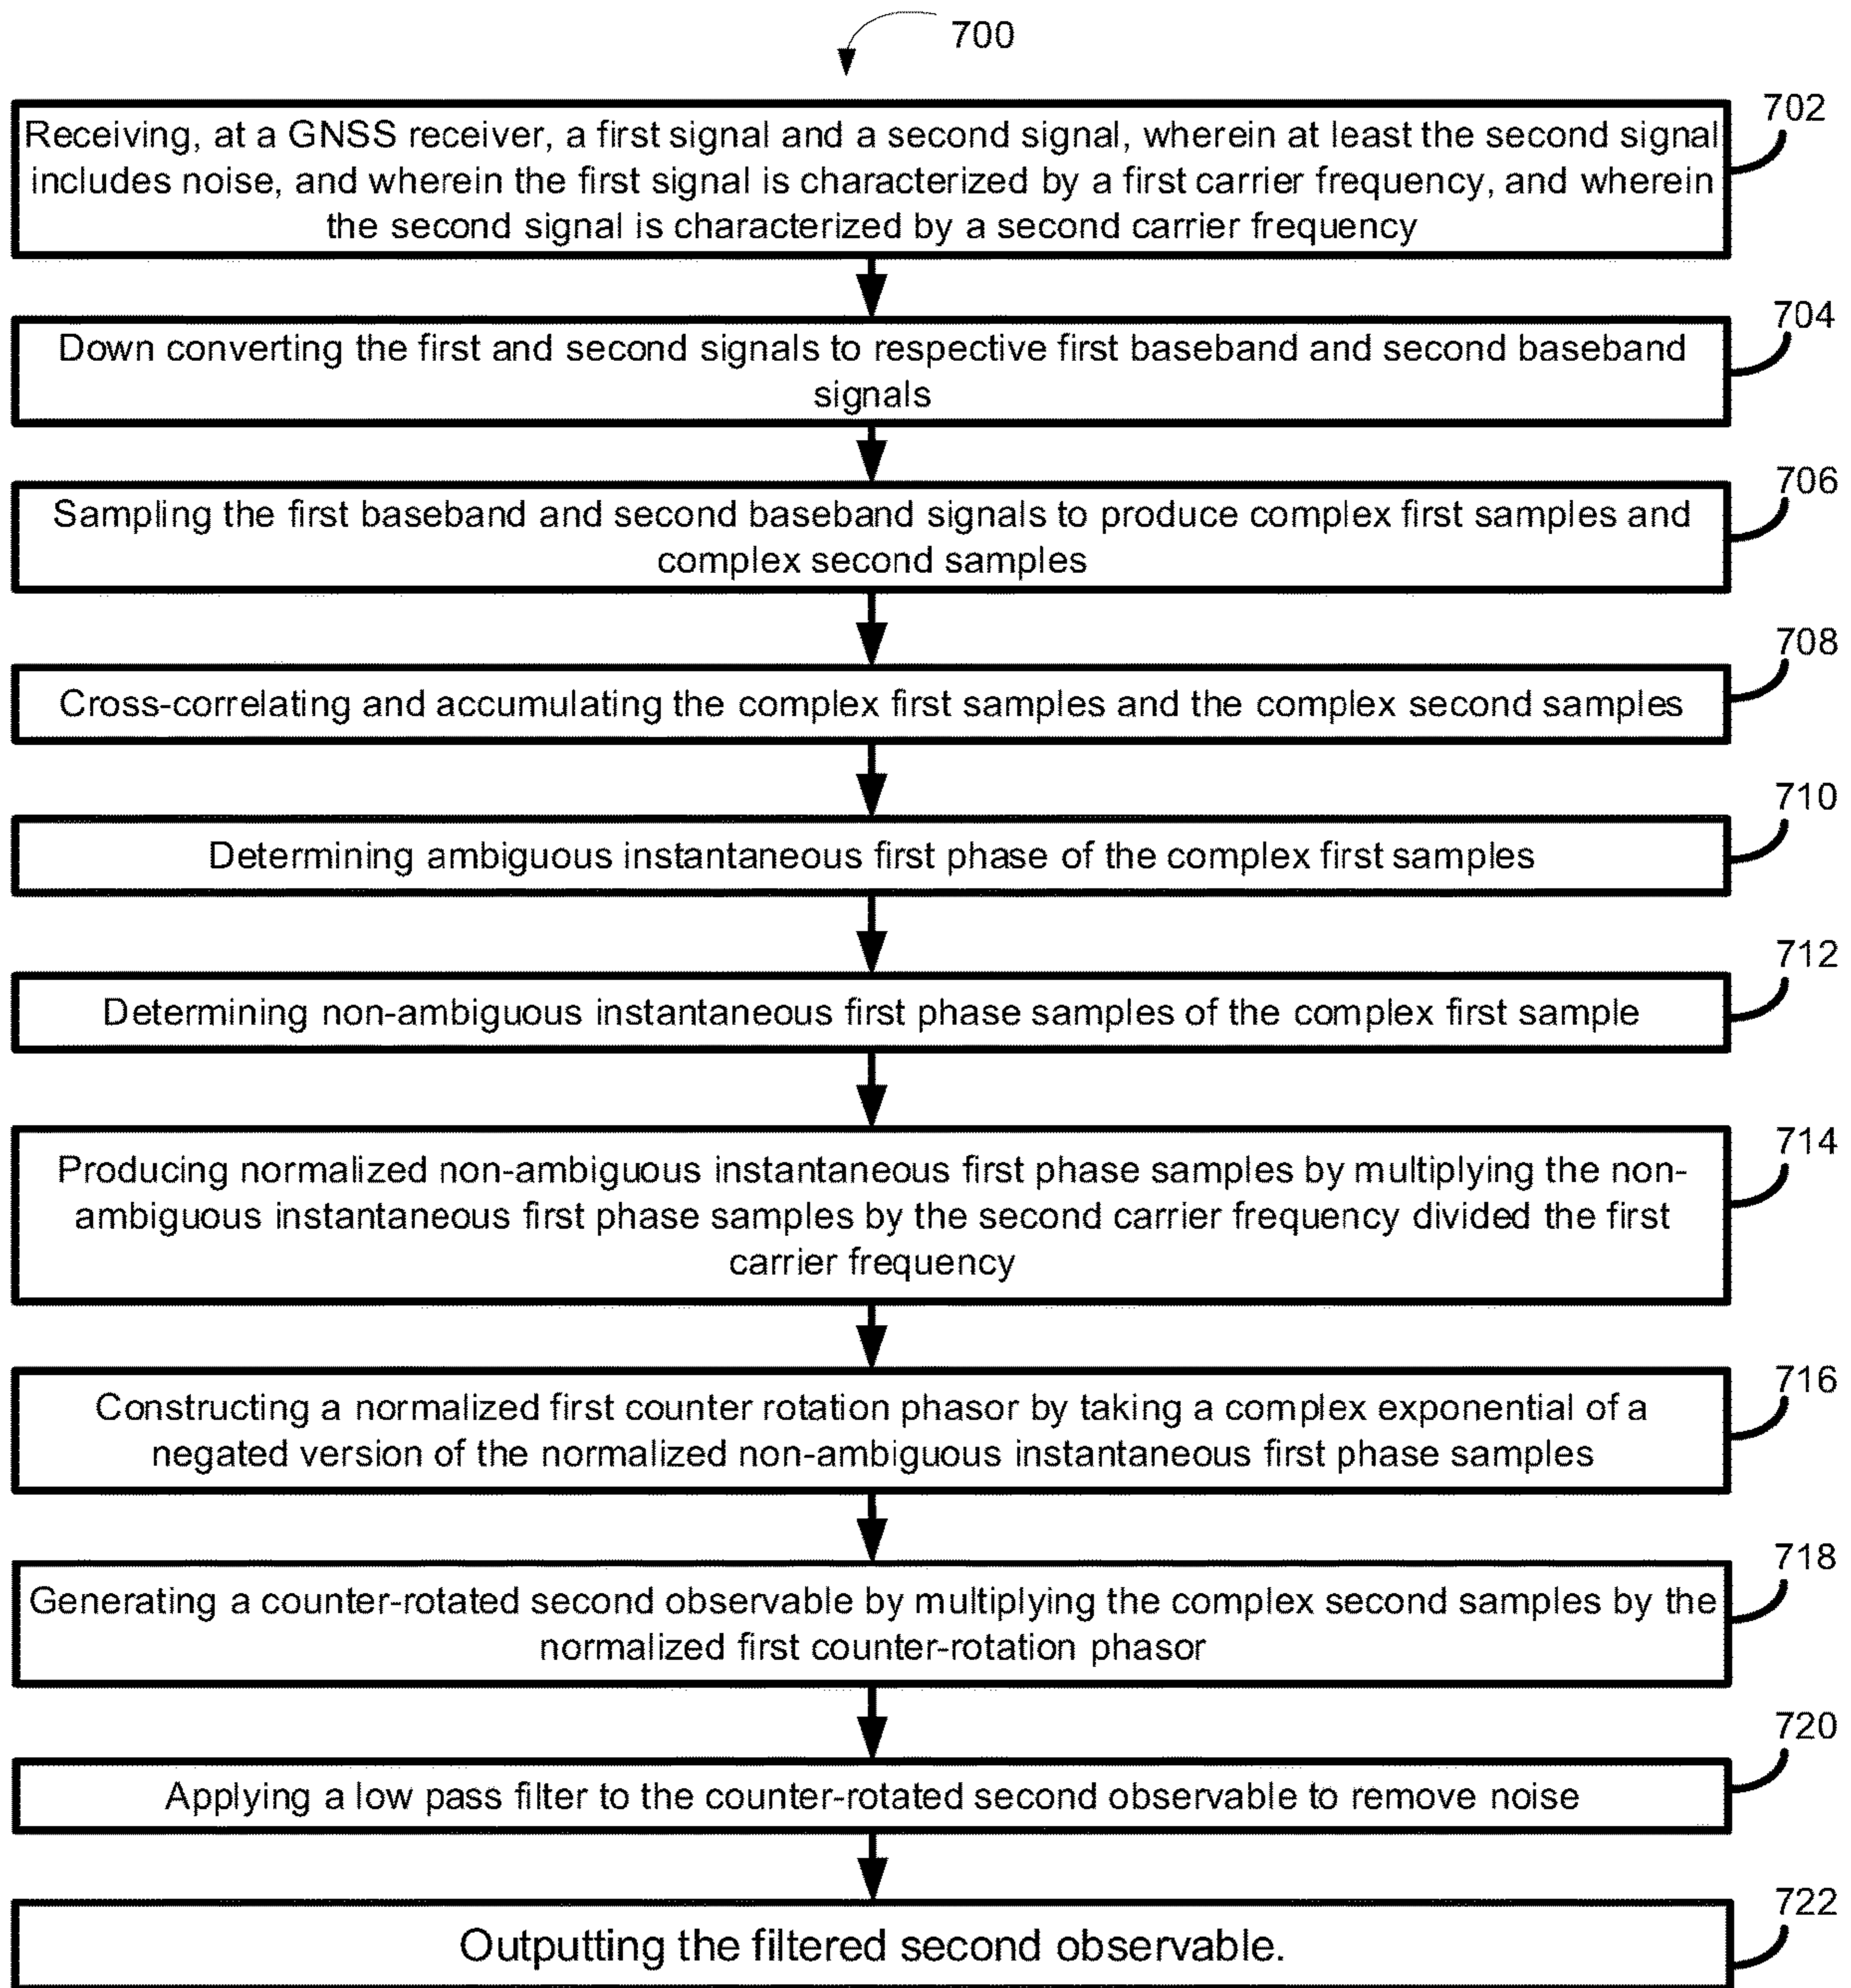 700
702
Receiving, at a GNSS receiver, a first signal and a second signal, wherein at least the second signal
includes noise, and wherein the first signal is characterized by a first carrier frequency, and wherein
the second signal is characterized by a second carrier frequency
704
Down converting the first and second signals to respective first baseband and second baseband
signals
706
Sampling the first baseband and second baseband signals to produce complex first samples and
complex second samples
708
Cross-correlating and accumulating the complex first samples and the complex second samples
710
Determining ambiguous instantaneous first phase of the complex first samples
712
Determining non-ambiguous instantaneous first phase samples of the complex first sample
714
Producing normalized non-ambiguous instantaneous first phase samples by multiplying the non-
ambiguous instantaneous first phase samples by the second carrier frequency divided the first
carrier frequency
716
Constructing a normalized first counter rotation phasor by taking a complex exponential of a
negated version of the normalized non-ambiguous instantaneous first phase samples
718
Generating a counter-rotated second observable by multiplying the complex second samples by the
normalized first counter-rotation phasor
720
Applying a low pass filter to the counter-rotated second observable to remove noise
722
Outputting the filtered second observable.